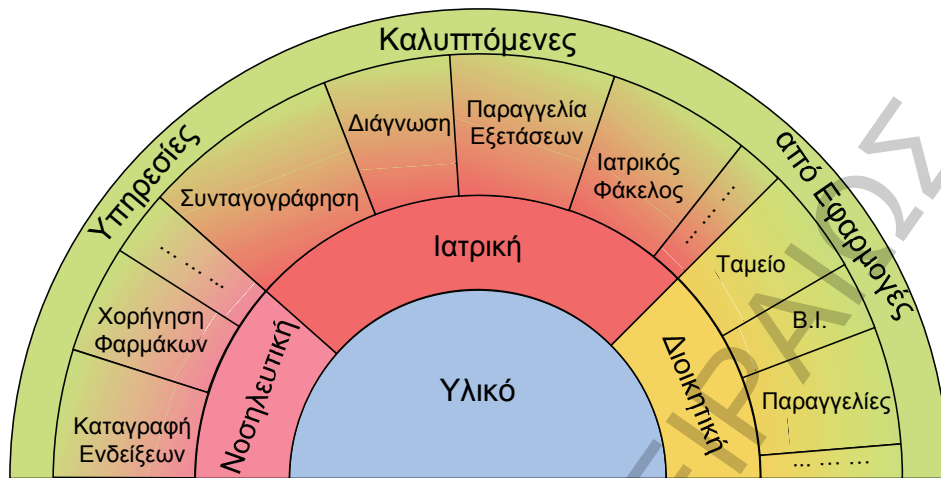 Υπηρεσίες Καλυπτόμενες από Εφαρμογές
Καταγραφή
Ενδείξεων
Χορήγηση
Φαρμάκων
... ...
Συνταγογράφηση
Διάγνωση
Παραγγελία
Εξετάσεων
Ιατρικός
Φάκελος
... ... ...
Ταμείο
B.I.
Παραγγελίες
... ... ...
Νοσηλευτική
Ιατρική
Διοικητική
Υλικό
ΕΙΡΑΙΩΣ